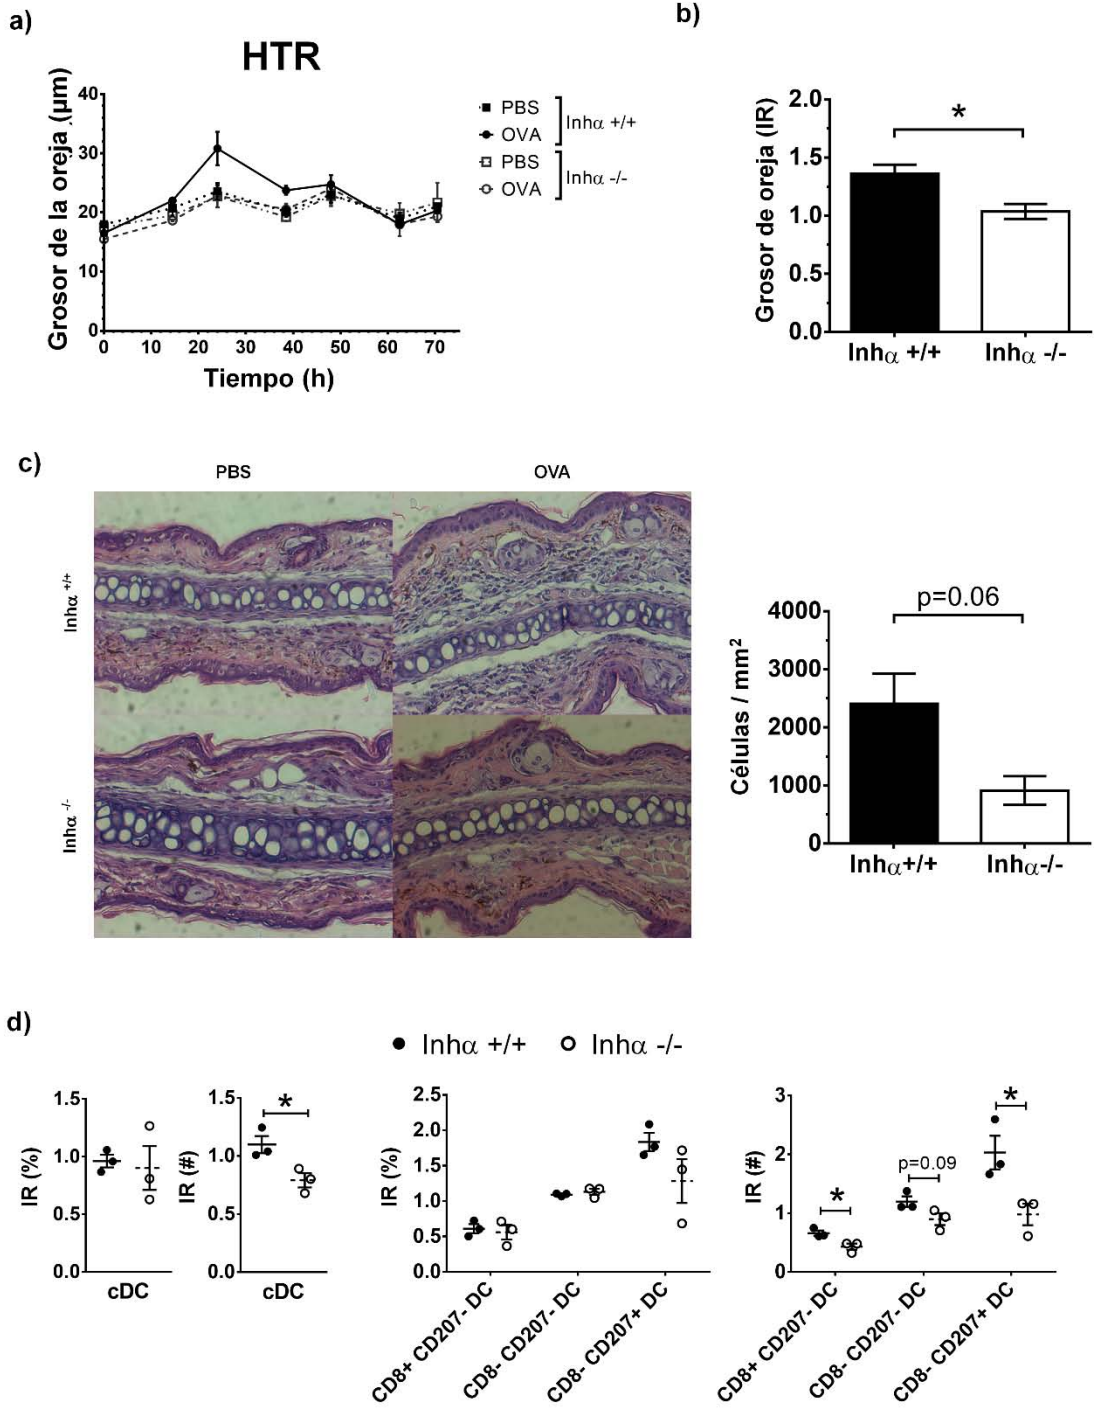 a)
HTR
Grosor de la oreja (µm)
40
30
20
10
0
0 10 20 30 40 50 60 70
Tiempo (h)
PBS
OVA
Inhα +/+
PBS
OVA
Inhα -/-
b)
Grosor de oreja (IR)
2.0
1.5
1.0
0.5
0.0
*
Inhα +/+ Inhα -/-
c)
PBS OVA
Inhα +/+
Inhα -/-
Células / mm²
4000
3000
2000
1000
0
p=0.06
Inhα+/+ Inhα-/-
d)
Inhα +/+ Inhα -/-
IR (%)
1.5
1.0
0.5
0.0
cDC
IR (#)
1.5
1.0
0.5
0.0
*
cDC
IR (%)
2.5
2.0
1.5
1.0
0.5
0.0
CD8+ CD207- DC
CD8- CD207- DC
CD8- CD207+ DC
IR (#)
3
2
1
0
*
p=0.09
*
CD8+ CD207- DC
CD8- CD207- DC
CD8- CD207+ DC